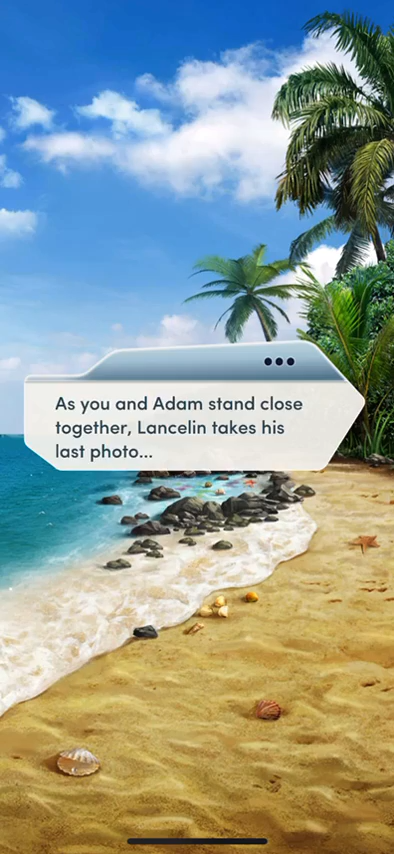 As you and Adam stand close
together, Lancelin takes his
last photo...